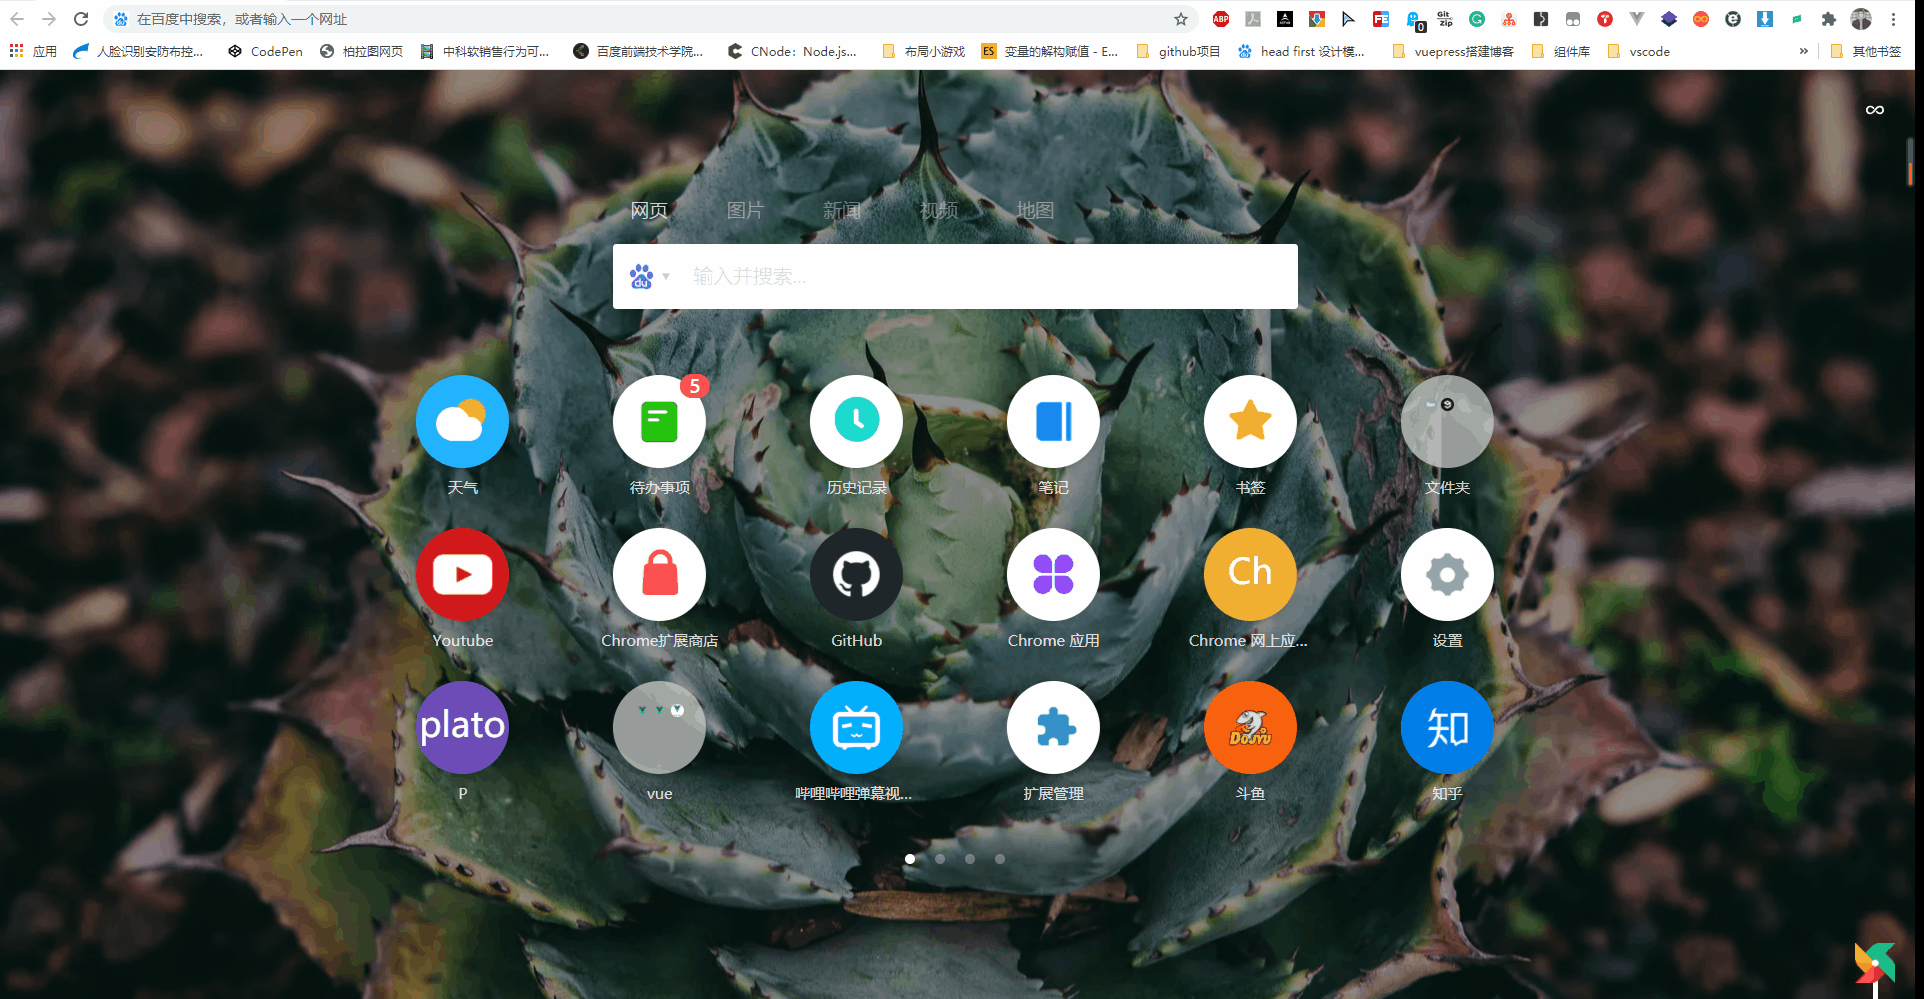 在百度中搜索，或者输入一个网址
ABP
FE
0
Git Zip
应用 人脸识别安防布控... CodePen 柏拉图网页 中科软销售行为可... 百度前端技术学院... CNode：Node.js... 布局小游戏 ES 变量的解构赋值 - E... github项目 head first 设计模... vuepress搭建博客 组件库 vscode » 其他书签
网页 图片 新闻 视频 地图
du 输入并搜索...
5
天气 待办事项 历史记录 笔记 书签 文件夹
Ch
Youtube Chrome扩展商店 GitHub Chrome 应用 Chrome 网上应... 设置
plato DOUYU 知
P vue 哔哩哔哩弹幕视... 扩展管理 斗鱼 知乎